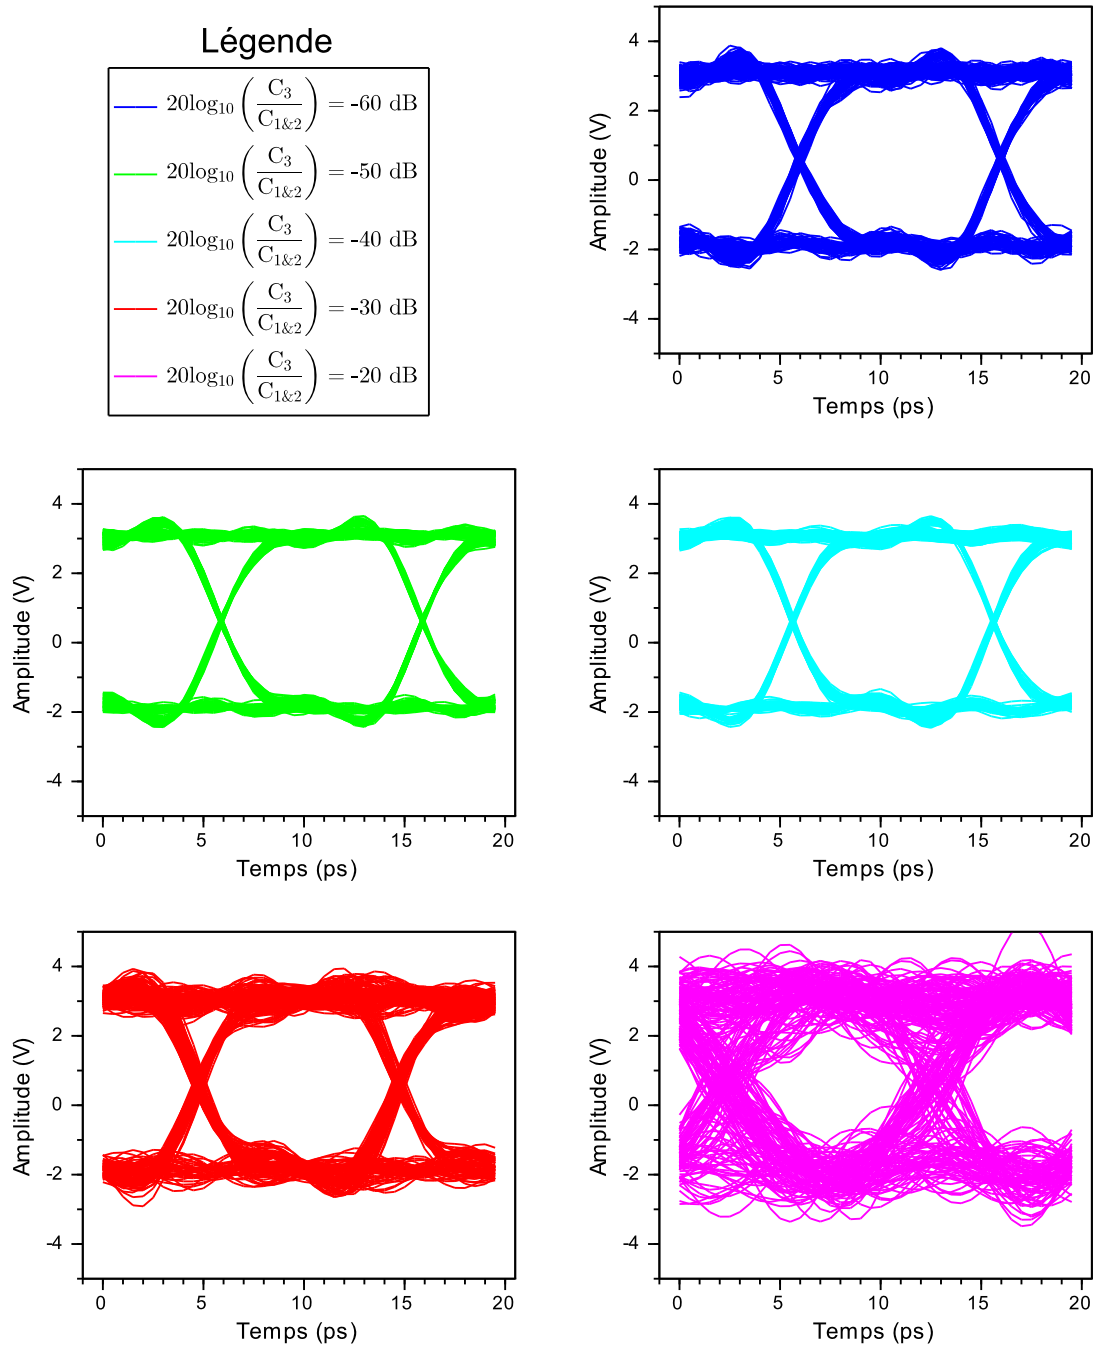 Légende
20log₁₀ (C₃ / C₁&₂) = -60 dB
20log₁₀ (C₃ / C₁&₂) = -50 dB
20log₁₀ (C₃ / C₁&₂) = -40 dB
20log₁₀ (C₃ / C₁&₂) = -30 dB
20log₁₀ (C₃ / C₁&₂) = -20 dB
Amplitude (V)
4
2
0
-2
-4
0 5 10 15 20
Temps (ps)
Amplitude (V)
4
2
0
-2
-4
0 5 10 15 20
Temps (ps)
Amplitude (V)
4
2
0
-2
-4
0 5 10 15 20
Temps (ps)
Amplitude (V)
4
2
0
-2
-4
0 5 10 15 20
Temps (ps)
Amplitude (V)
4
2
0
-2
-4
0 5 10 15 20
Temps (ps)